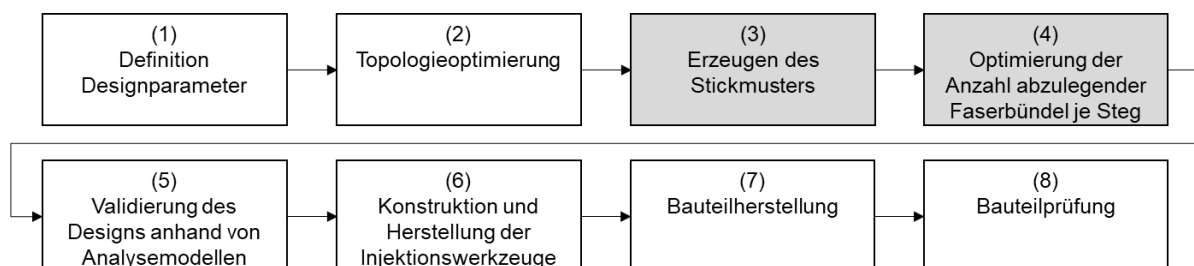 (1)
Definition
Designparameter
(2)
Topologieoptimierung
(3)
Erzeugen des
Stickmusters
(4)
Optimierung der
Anzahl abzulegender
Faserbündel je Steg
(5)
Validierung des
Designs anhand von
Analysemodellen
(6)
Konstruktion und
Herstellung der
Injektionswerkzeuge
(7)
Bauteilherstellung
(8)
Bauteilprüfung